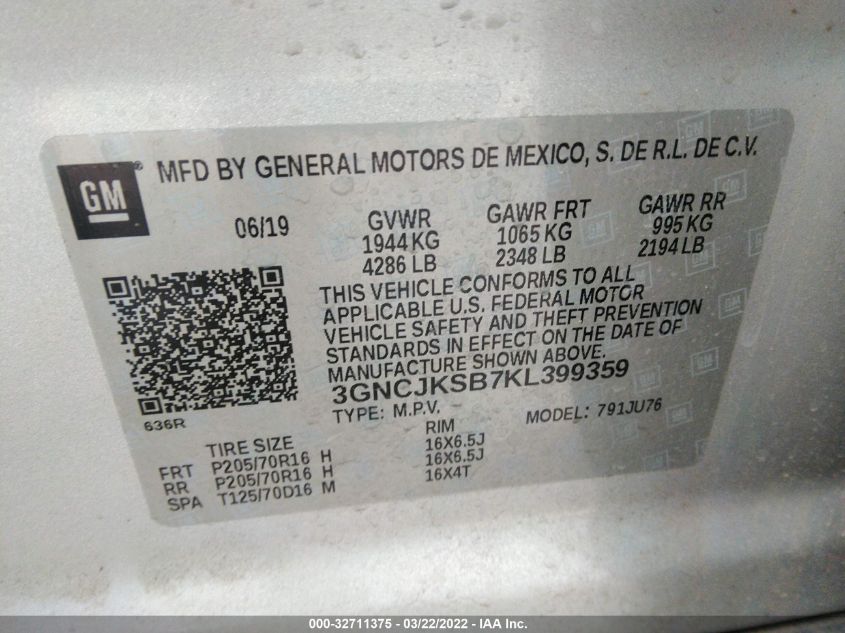 GM
MFD BY GENERAL MOTORS DE MEXICO, S. DE R.L. DE C.V.
06/19 GVWR GAWR FRT GAWR RR
1944 KG 1065 KG 995 KG
4286 LB 2348 LB 2194 LB
THIS VEHICLE CONFORMS TO ALL
APPLICABLE U.S. FEDERAL MOTOR
VEHICLE SAFETY AND THEFT PREVENTION
STANDARDS IN EFFECT ON THE DATE OF
MANUFACTURE SHOWN ABOVE.
3GNCJKSB7KL399359
TYPE: M.P.V. MODEL: 791JU76
636R
TIRE SIZE RIM
FRT P205/70R16 H 16X6.5J
RR P205/70R16 H 16X6.5J
SPA T125/70D16 M 16X4T
000-32711375 - 03/22/2022 - IAA Inc.